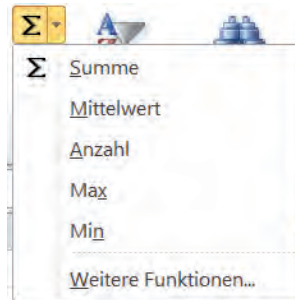 Σ
Σ Summe
Mittelwert
Anzahl
Max
Min
Weitere Funktionen...